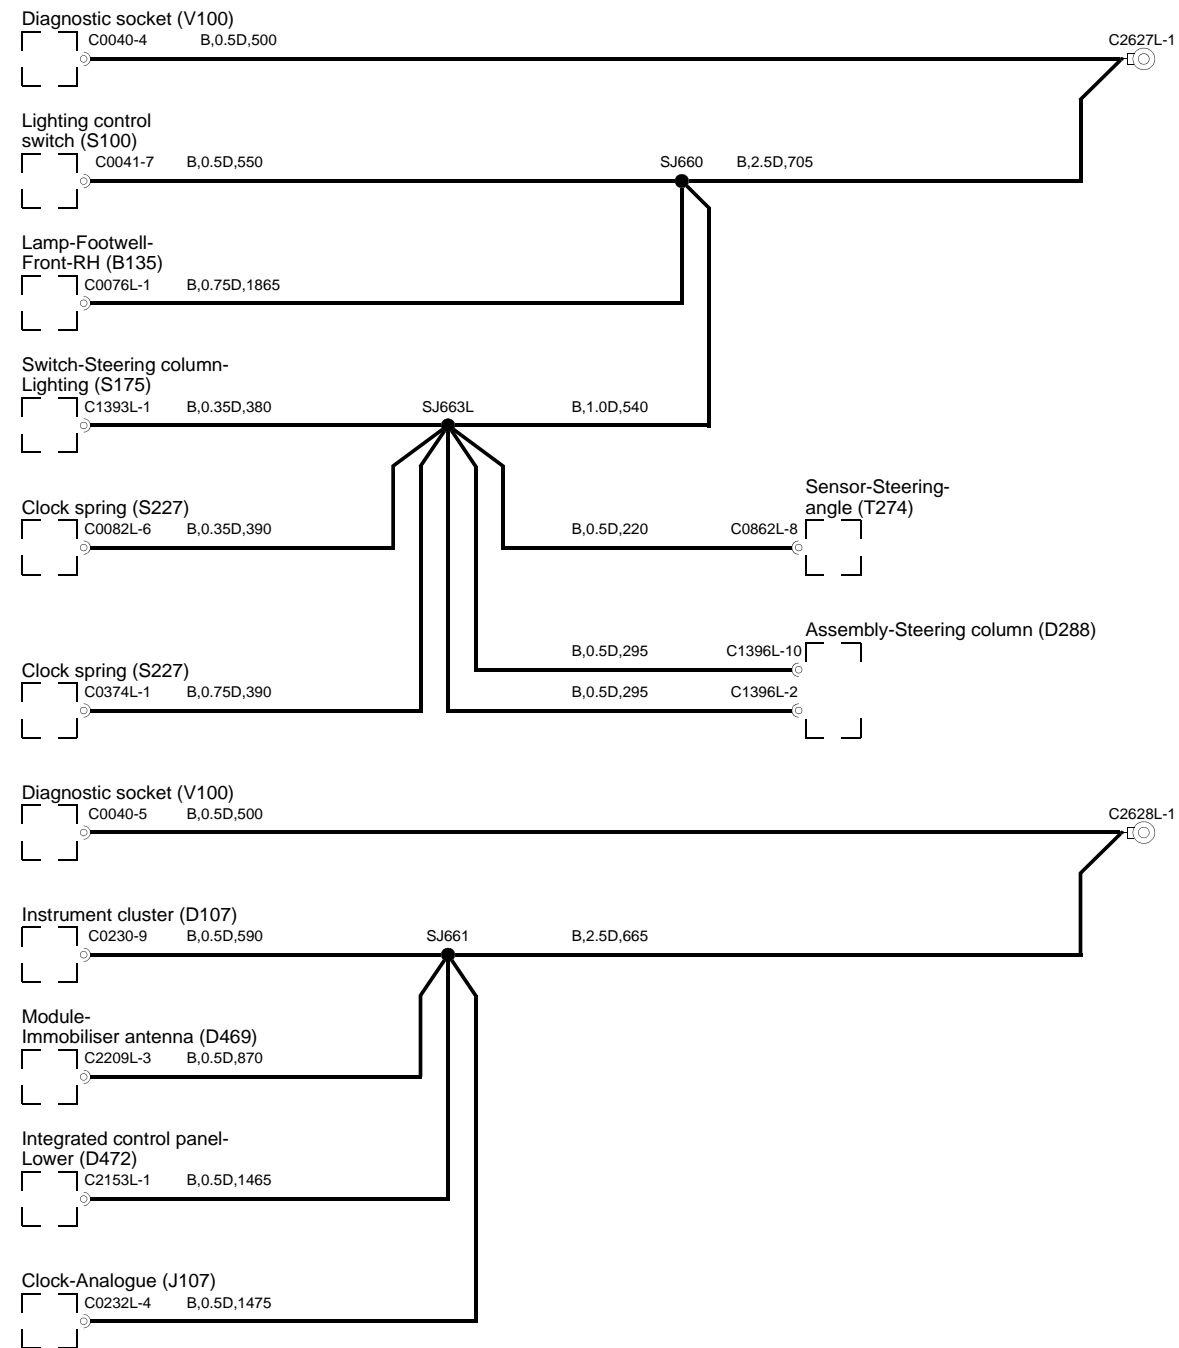 Diagnostic socket (V100)
C0040-4 B,0.5D,500 C2627L-1
Lighting control
switch (S100)
C0041-7 B,0.5D,550 SJ660 B,2.5D,705
Lamp-Footwell-
Front-RH (B135)
C0076L-1 B,0.75D,1865
Switch-Steering column-
Lighting (S175)
C1393L-1 B,0.35D,380 SJ663L B,1.0D,540
Sensor-Steering-
angle (T274)
Clock spring (S227)
C0082L-6 B,0.35D,390 B,0.5D,220 C0862L-8
Assembly-Steering column (D288)
B,0.5D,295 C1396L-10
Clock spring (S227)
C0374L-1 B,0.75D,390 B,0.5D,295 C1396L-2
Diagnostic socket (V100)
C0040-5 B,0.5D,500 C2628L-1
Instrument cluster (D107)
C0230-9 B,0.5D,590 SJ661 B,2.5D,665
Module-
Immobiliser antenna (D469)
C2209L-3 B,0.5D,870
Integrated control panel-
Lower (D472)
C2153L-1 B,0.5D,1465
Clock-Analogue (J107)
C0232L-4 B,0.5D,1475